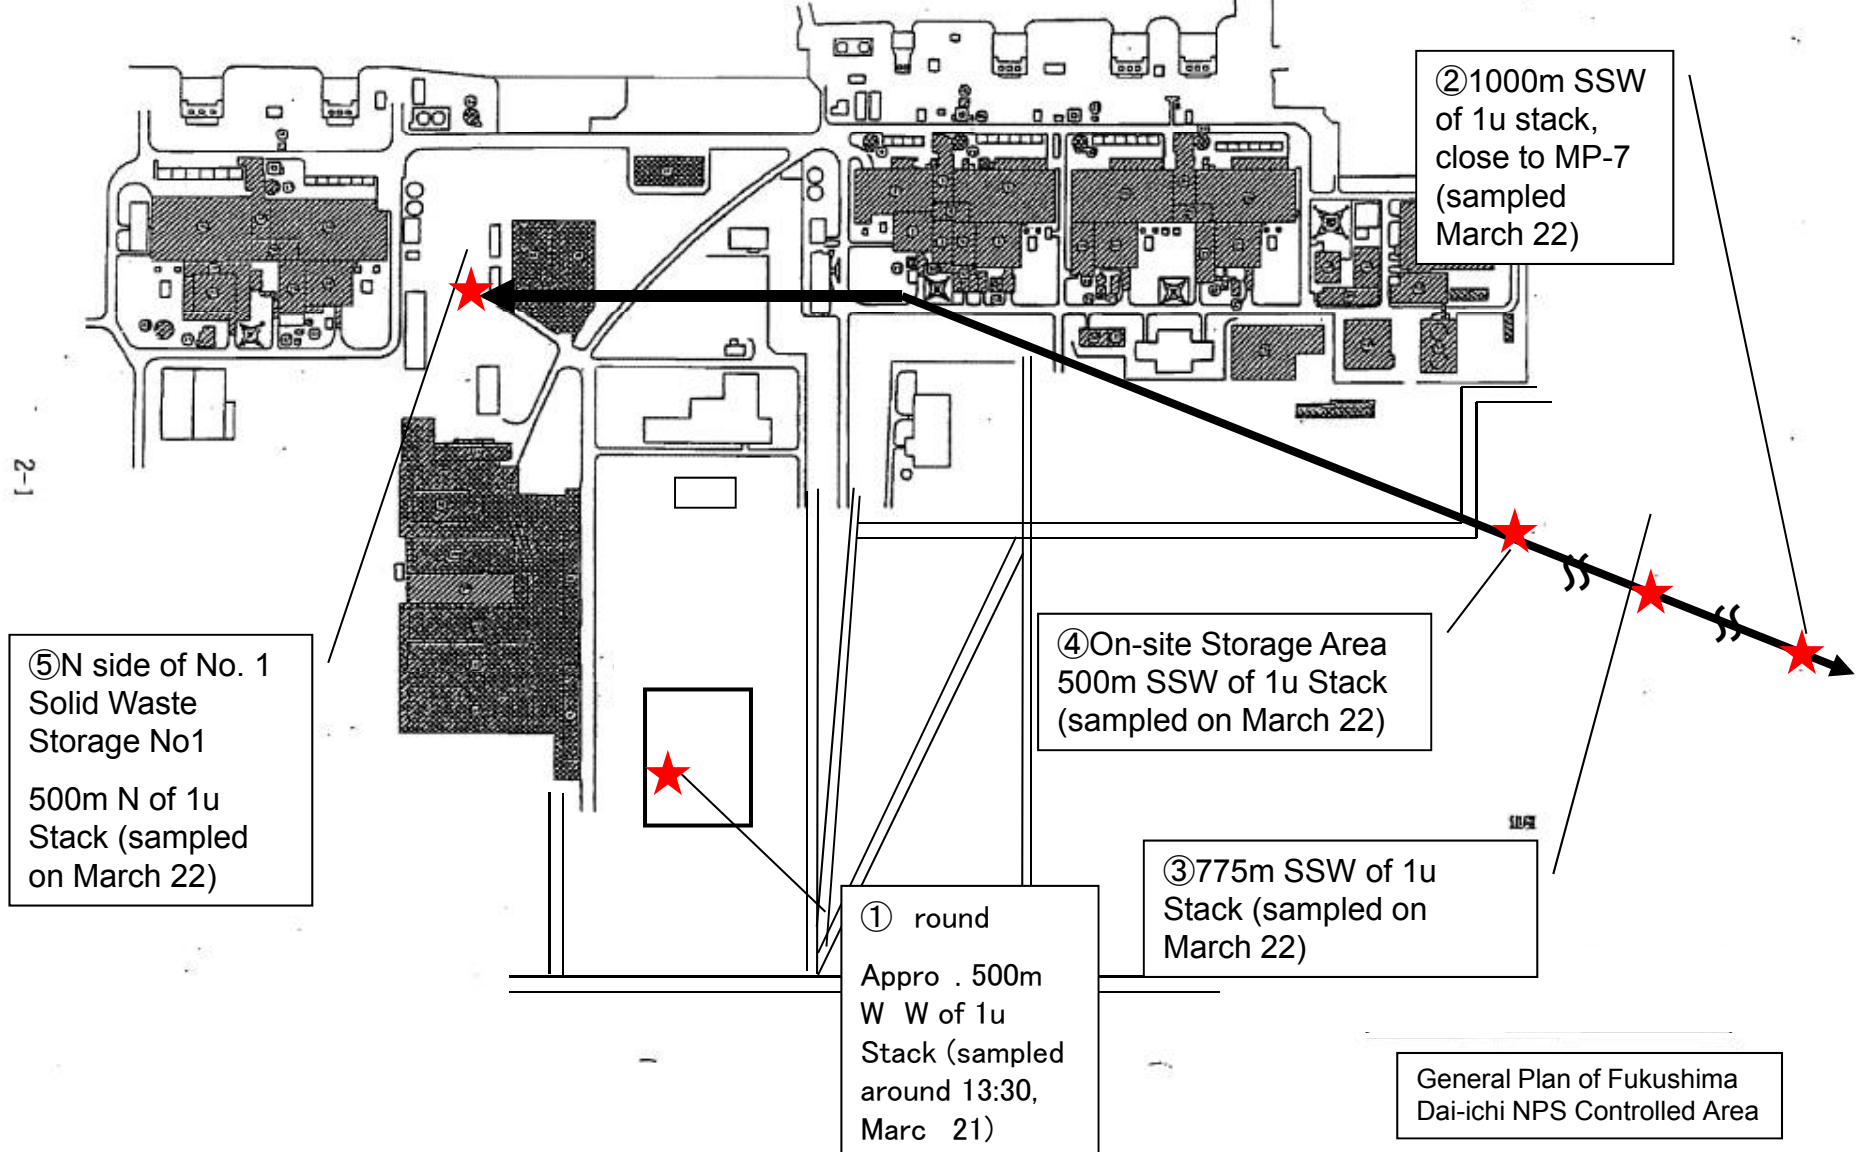 ②1000m SSW
of 1u stack,
close to MP-7
(sampled
March 22)
2-1
⑤N side of No. 1
Solid Waste
Storage No1
500m N of 1u
Stack (sampled
on March 22)
④On-site Storage Area
500m SSW of 1u Stack
(sampled on March 22)
③775m SSW of 1u
Stack (sampled on
March 22)
① round
Appro . 500m
W W of 1u
Stack (sampled
around 13:30,
Marc 21)
General Plan of Fukushima
Dai-ichi NPS Controlled Area